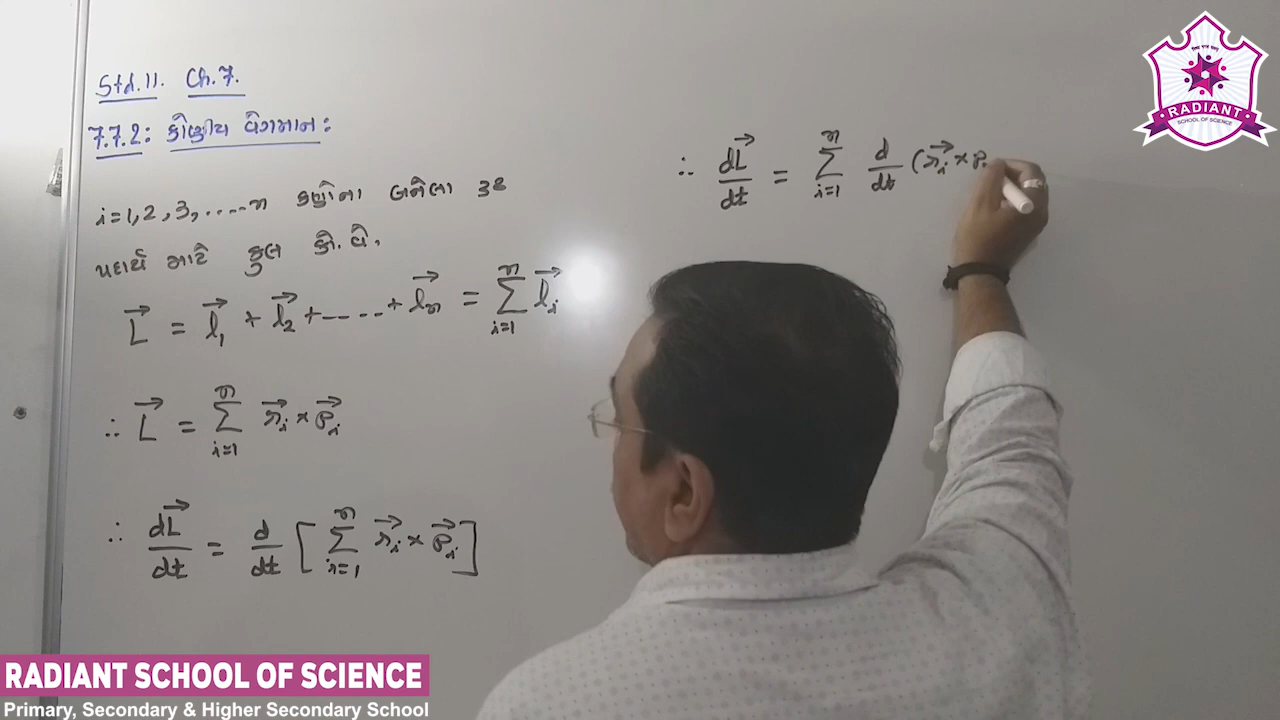 Std.11. Ch.7.
7.7.2: કોણીય વેગમાન:
i=1,2,3,.....n કણોના બનેલા દૃઢ
પદાર્થ માટે કુલ કો.વે.
L⃗ = l⃗₁ + l⃗₂ +-----+ l⃗ₙ = Σᵢ₌₁ⁿ l⃗ᵢ
∴ L⃗ = Σᵢ₌₁ⁿ r⃗ᵢ × p⃗ᵢ
∴ dL⃗/dt = d/dt [Σᵢ₌₁ⁿ r⃗ᵢ × p⃗ᵢ]
∴ dL⃗/dt = Σᵢ₌₁ⁿ d/dt (r⃗ᵢ × p
RADIANT
SCHOOL OF SCIENCE
RADIANT SCHOOL OF SCIENCE
Primary, Secondary & Higher Secondary School